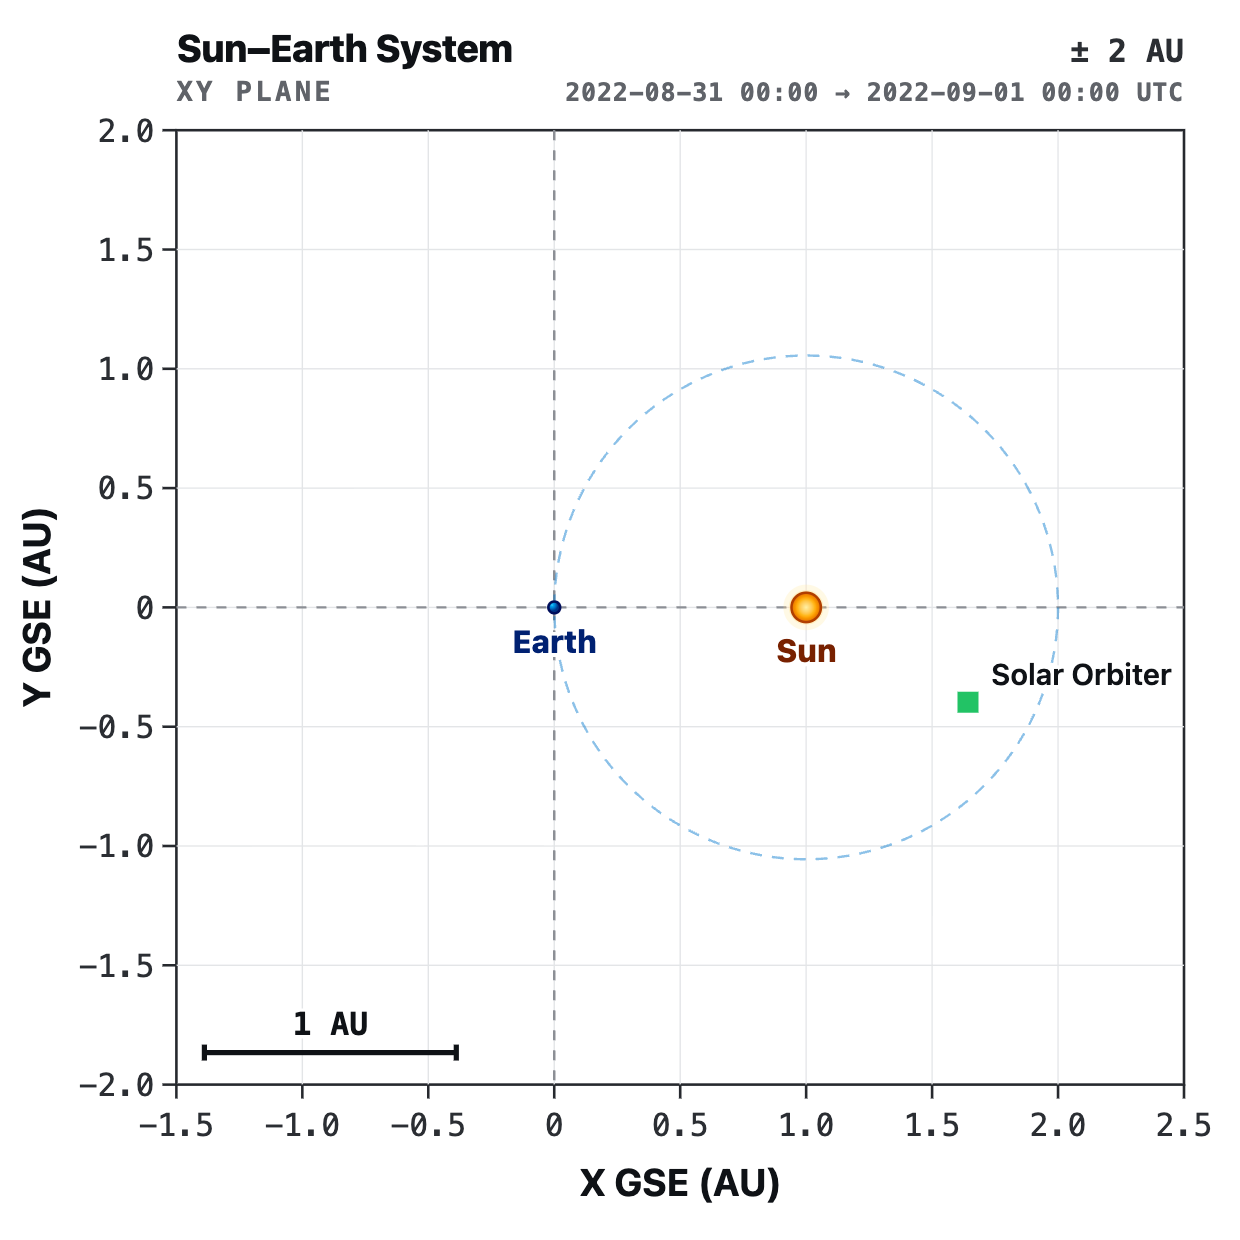 Sun–Earth System
± 2 AU
XY PLANE
2022–08–31 00:00 → 2022–09–01 00:00 UTC
2.0
1.5
1.0
0.5
0
−0.5
−1.0
−1.5
−2.0
Y GSE (AU)
Earth
Sun
Solar Orbiter
1 AU
−1.5 −1.0 −0.5 0 0.5 1.0 1.5 2.0 2.5
X GSE (AU)